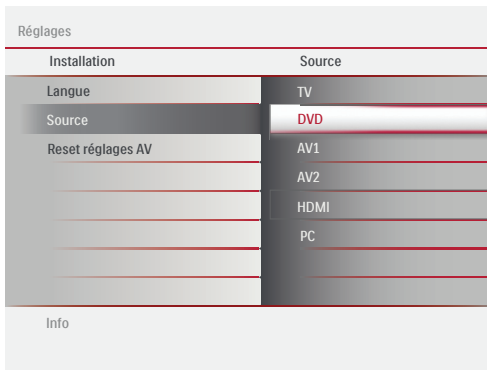 Réglages
Installation Source
Langue TV
Source DVD
Reset réglages AV AV1
AV2
HDMI
PC
Info